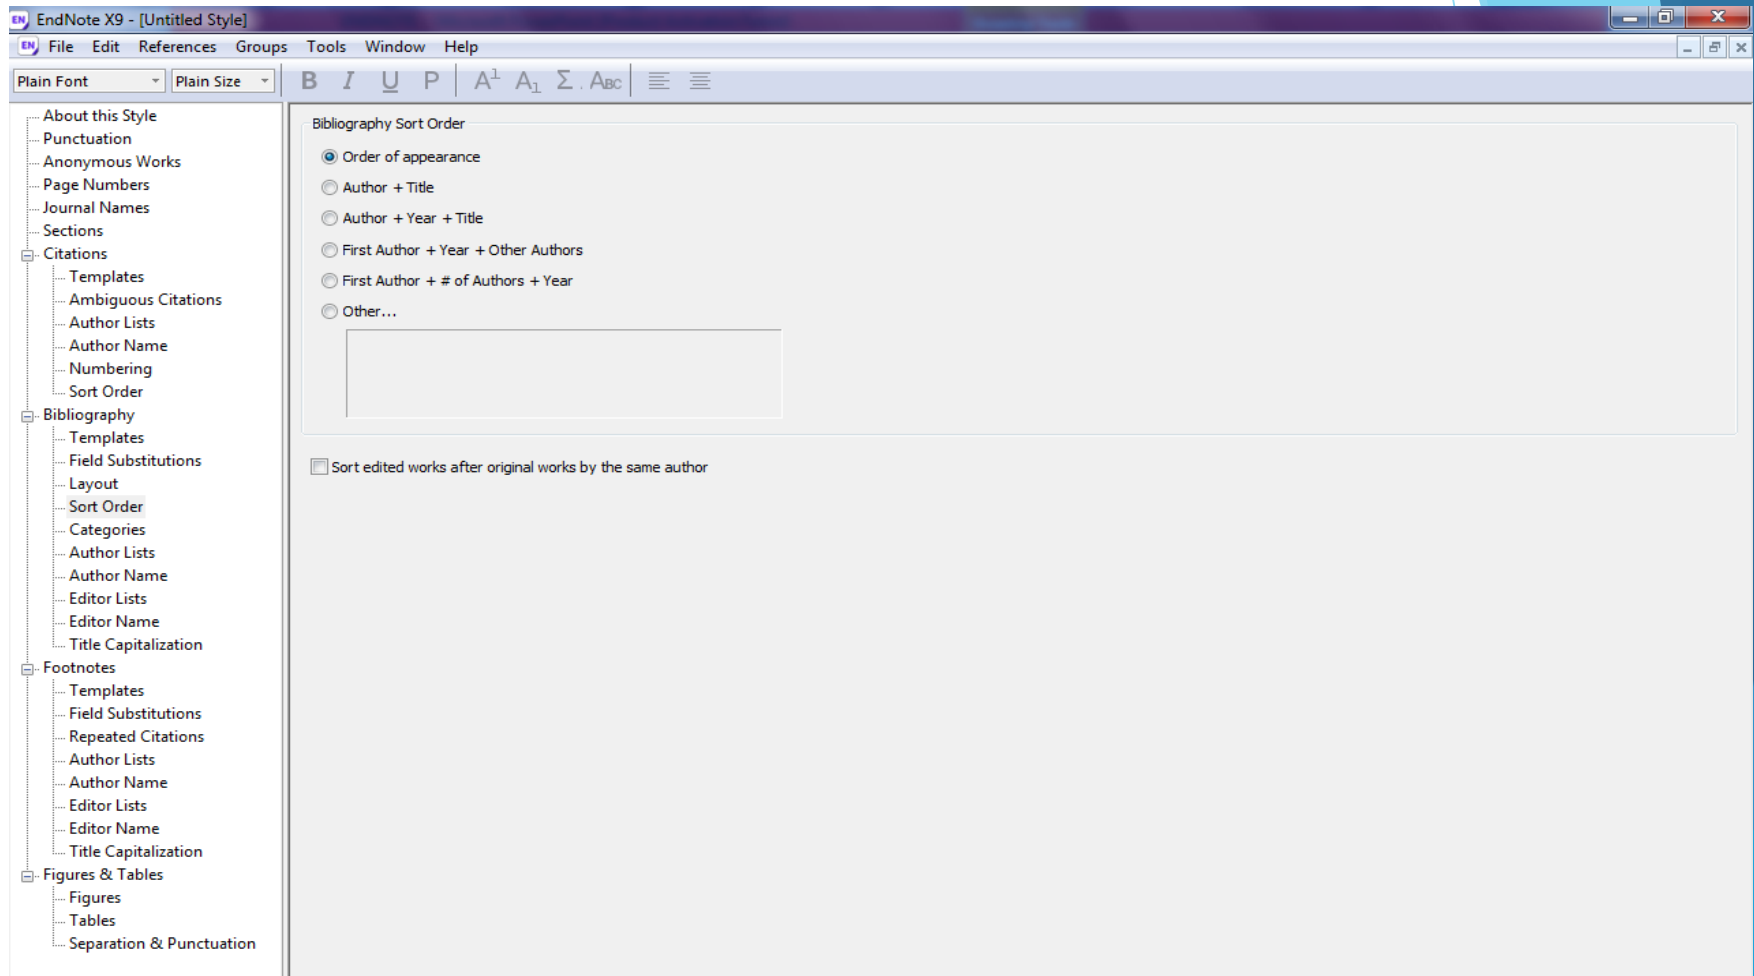 EN EndNote X9 - [Untitled Style]
EN File Edit References Groups Tools Window Help
Plain Font Plain Size B I U P A1 A1 Σ ABC
About this Style
Punctuation
Anonymous Works
Page Numbers
Journal Names
Sections
Citations
Templates
Ambiguous Citations
Author Lists
Author Name
Numbering
Sort Order
Bibliography
Templates
Field Substitutions
Layout
Sort Order
Categories
Author Lists
Author Name
Editor Lists
Editor Name
Title Capitalization
Footnotes
Templates
Field Substitutions
Repeated Citations
Author Lists
Author Name
Editor Lists
Editor Name
Title Capitalization
Figures & Tables
Figures
Tables
Separation & Punctuation
Bibliography Sort Order
Order of appearance
Author + Title
Author + Year + Title
First Author + Year + Other Authors
First Author + # of Authors + Year
Other...
Sort edited works after original works by the same author